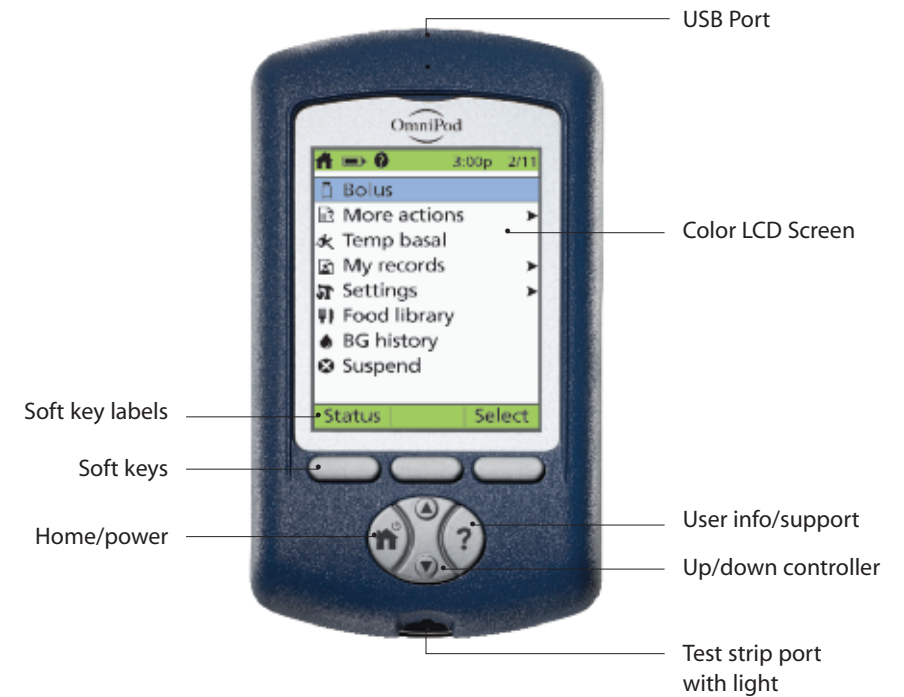 USB Port
OmniPod
3:00p 2/11
Bolus
More actions
Temp basal
My records
Settings
Food library
BG history
Suspend
Status Select
Color LCD Screen
Soft key labels
Soft keys
Home/power
?
User info/support
Up/down controller
Test strip port
with light